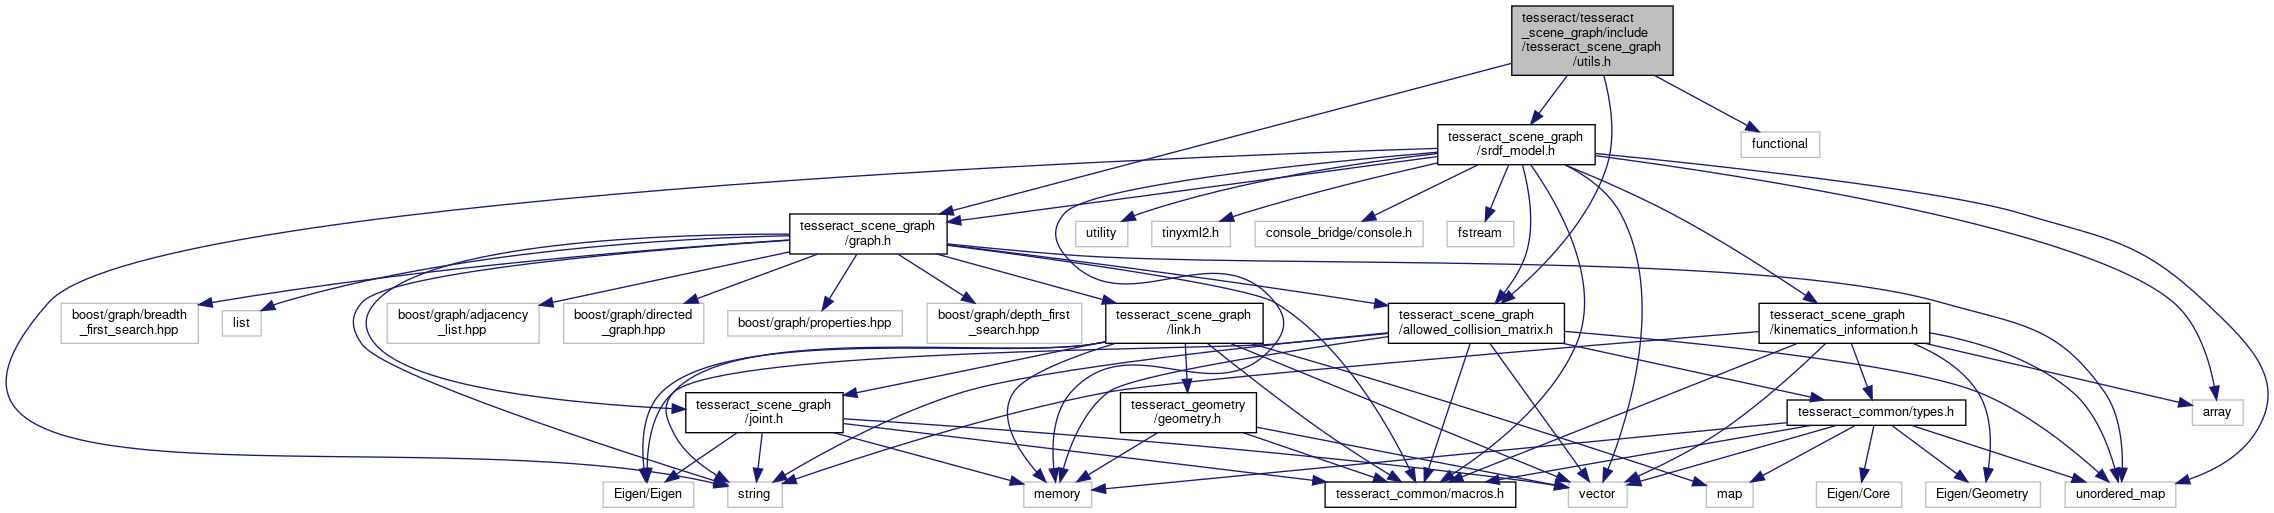 tesseract/tesseract
_scene_graph/include
/tesseract_scene_graph
/utils.h
tesseract_scene_graph
/srdf_model.h
functional
tesseract_scene_graph
/graph.h
utility
tinyxml2.h
console_bridge/console.h
fstream
boost/graph/breadth
_first_search.hpp
list
boost/graph/adjacency
_list.hpp
boost/graph/directed
_graph.hpp
boost/graph/properties.hpp
boost/graph/depth_first
_search.hpp
tesseract_scene_graph
/link.h
tesseract_scene_graph
/allowed_collision_matrix.h
tesseract_scene_graph
/kinematics_information.h
tesseract_scene_graph
/joint.h
tesseract_geometry
/geometry.h
tesseract_common/types.h
array
Eigen/Eigen
string
memory
tesseract_common/macros.h
vector
map
Eigen/Core
Eigen/Geometry
unordered_map